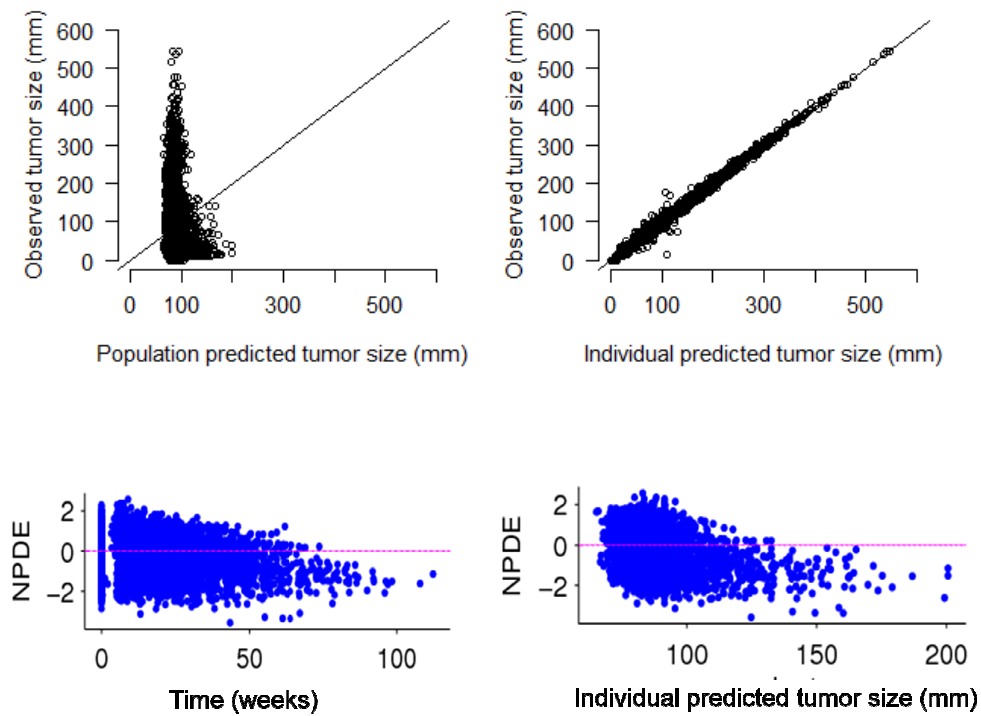 Observed tumor size (mm)
600
500
400
300
200
100
0
0 100 300 500
Population predicted tumor size (mm)
Observed tumor size (mm)
600
500
400
300
200
100
0
0 100 300 500
Individual predicted tumor size (mm)
NPDE
2
0
−2
0 50 100
Time (weeks)
NPDE
2
0
−2
100 150 200
Individual predicted tumor size (mm)